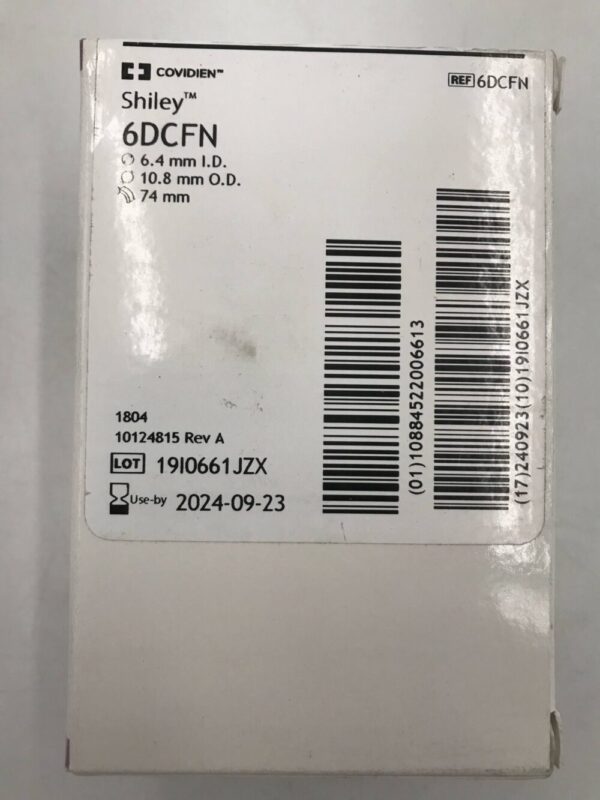 COVIDIEN™
REF 6DCFN
Shiley™
6DCFN
6.4 mm I.D.
10.8 mm O.D.
74 mm
(01)10884522006613
(17)240923(10)19I0661JZX
1804
10124815 Rev A
LOT 19I0661JZX
Use-by 2024-09-23